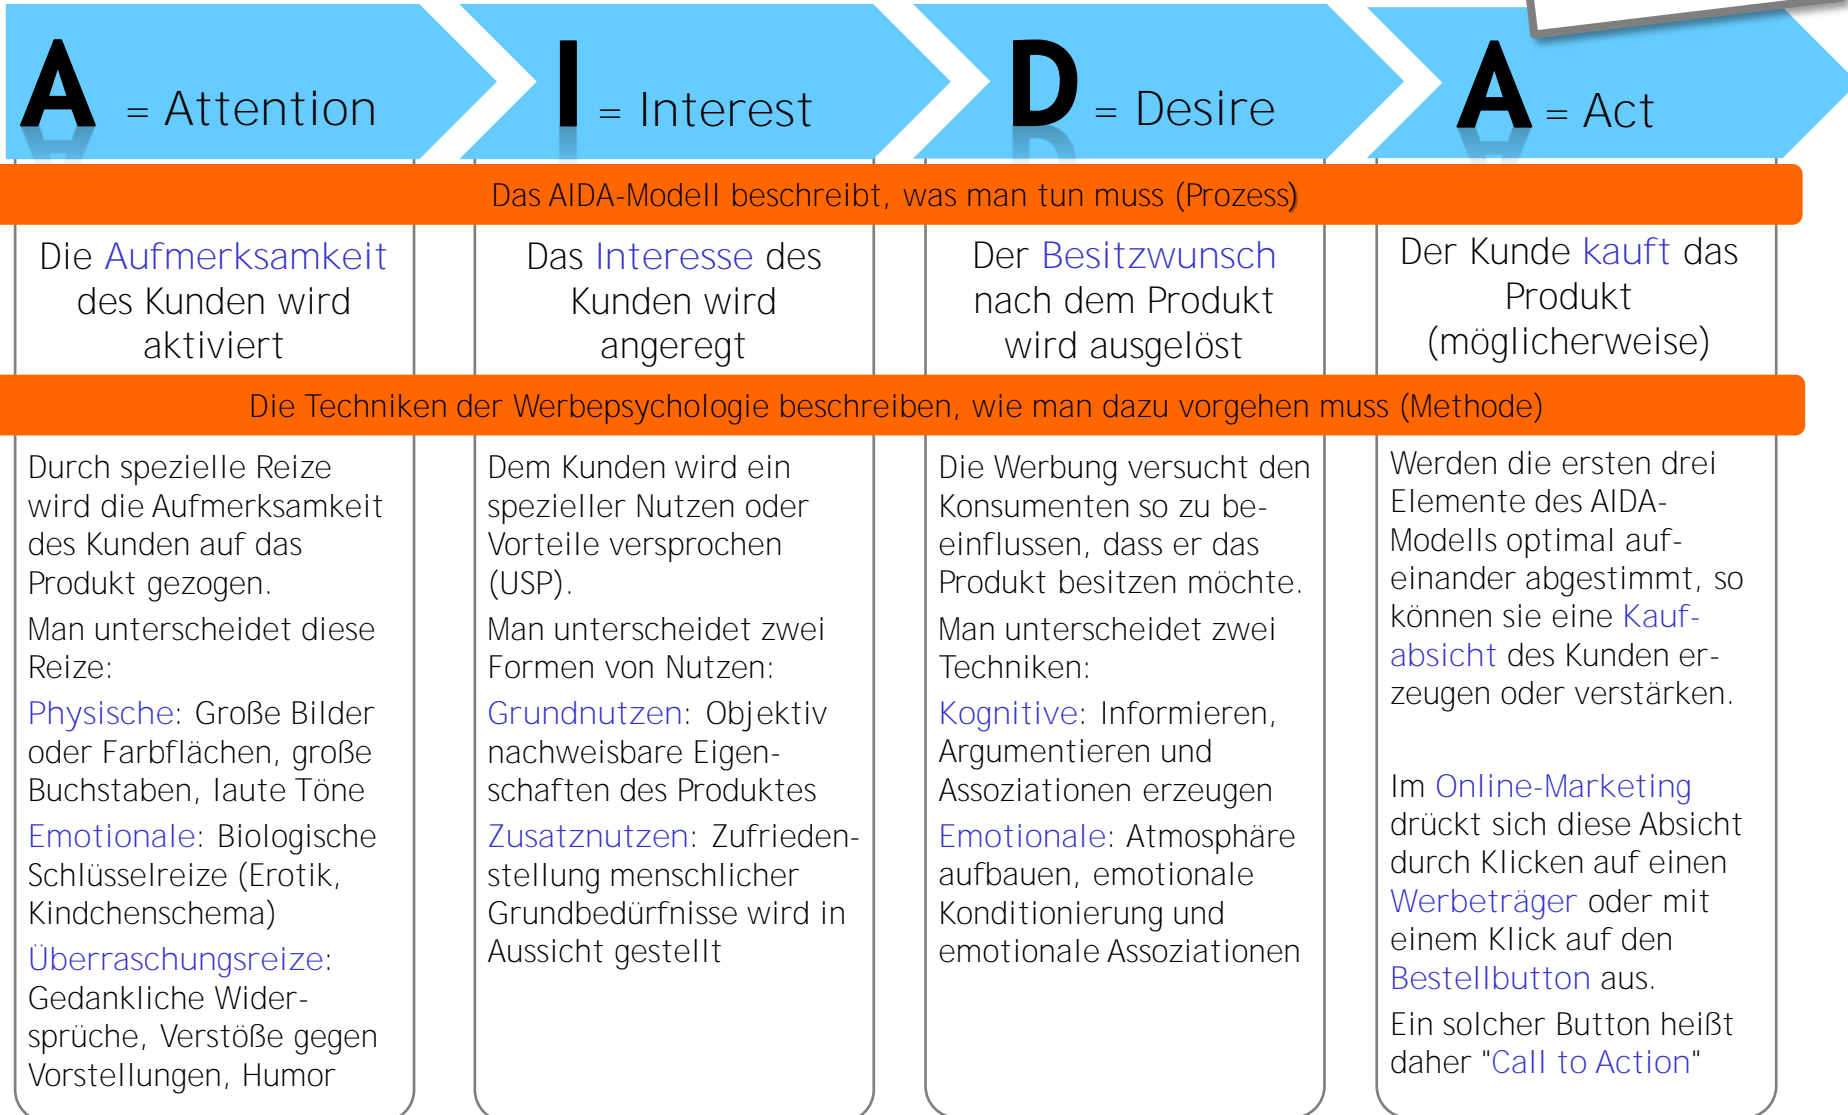 A = Attention
I = Interest
D = Desire
A = Act
Das AIDA-Modell beschreibt, was man tun muss (Prozess)
Die Aufmerksamkeit
des Kunden wird
aktiviert
Das Interesse des
Kunden wird
angeregt
Der Besitzwunsch
nach dem Produkt
wird ausgelöst
Der Kunde kauft das
Produkt
(möglicherweise)
Die Techniken der Werbepsychologie beschreiben, wie man dazu vorgehen muss (Methode)
Durch spezielle Reize
wird die Aufmerksamkeit
des Kunden auf das
Produkt gezogen.
Man unterscheidet diese
Reize:
Physische: Große Bilder
oder Farbflächen, große
Buchstaben, laute Töne
Emotionale: Biologische
Schlüsselreize (Erotik,
Kindchenschema)
Überraschungsreize:
Gedankliche Wider-
sprüche, Verstöße gegen
Vorstellungen, Humor
Dem Kunden wird ein
spezieller Nutzen oder
Vorteile versprochen
(USP).
Man unterscheidet zwei
Formen von Nutzen:
Grundnutzen: Objektiv
nachweisbare Eigen-
schaften des Produktes
Zusatznutzen: Zufrieden-
stellung menschlicher
Grundbedürfnisse wird in
Aussicht gestellt
Die Werbung versucht den
Konsumenten so zu be-
einflussen, dass er das
Produkt besitzen möchte.
Man unterscheidet zwei
Techniken:
Kognitive: Informieren,
Argumentieren und
Assoziationen erzeugen
Emotionale: Atmosphäre
aufbauen, emotionale
Konditionierung und
emotionale Assoziationen
Werden die ersten drei
Elemente des AIDA-
Modells optimal auf-
einander abgestimmt, so
können sie eine Kauf-
absicht des Kunden er-
zeugen oder verstärken.
Im Online-Marketing
drückt sich diese Absicht
durch Klicken auf einen
Werbeträger oder mit
einem Klick auf den
Bestellbutton aus.
Ein solcher Button heißt
daher "Call to Action"